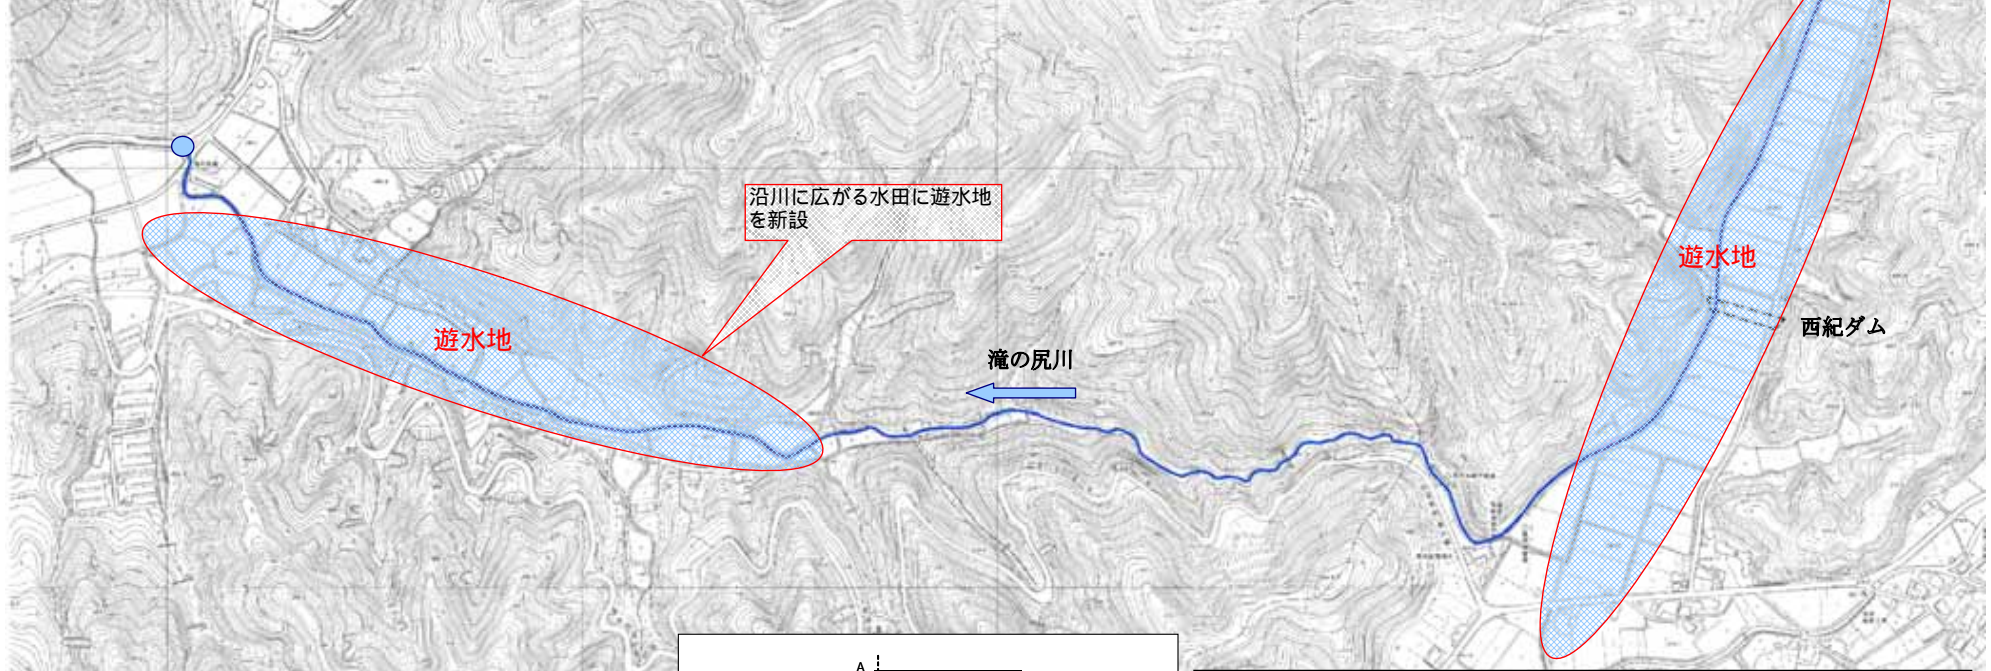 沿川に広がる水田に遊水地
を新設
遊水地
西紀ダム
遊水地
滝の尻川
A